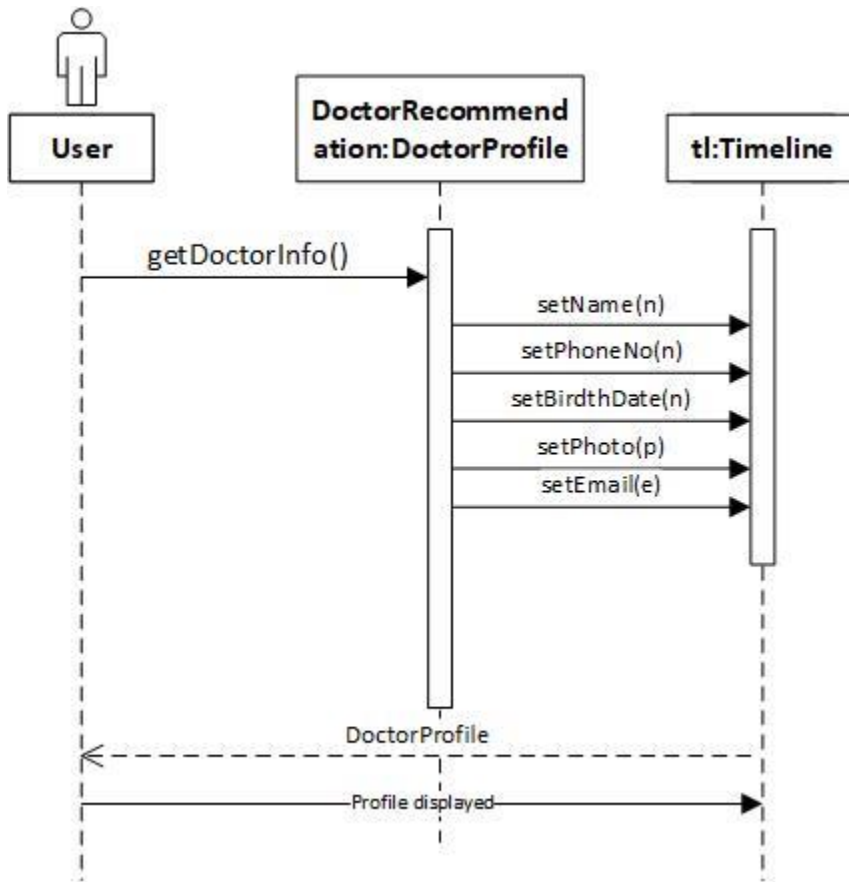 User
DoctorRecommend
ation:DoctorProfile
tl:Timeline
getDoctorInfo()
setName(n)
setPhoneNo(n)
setBirdthDate(n)
setPhoto(p)
setEmail(e)
DoctorProfile
Profile displayed